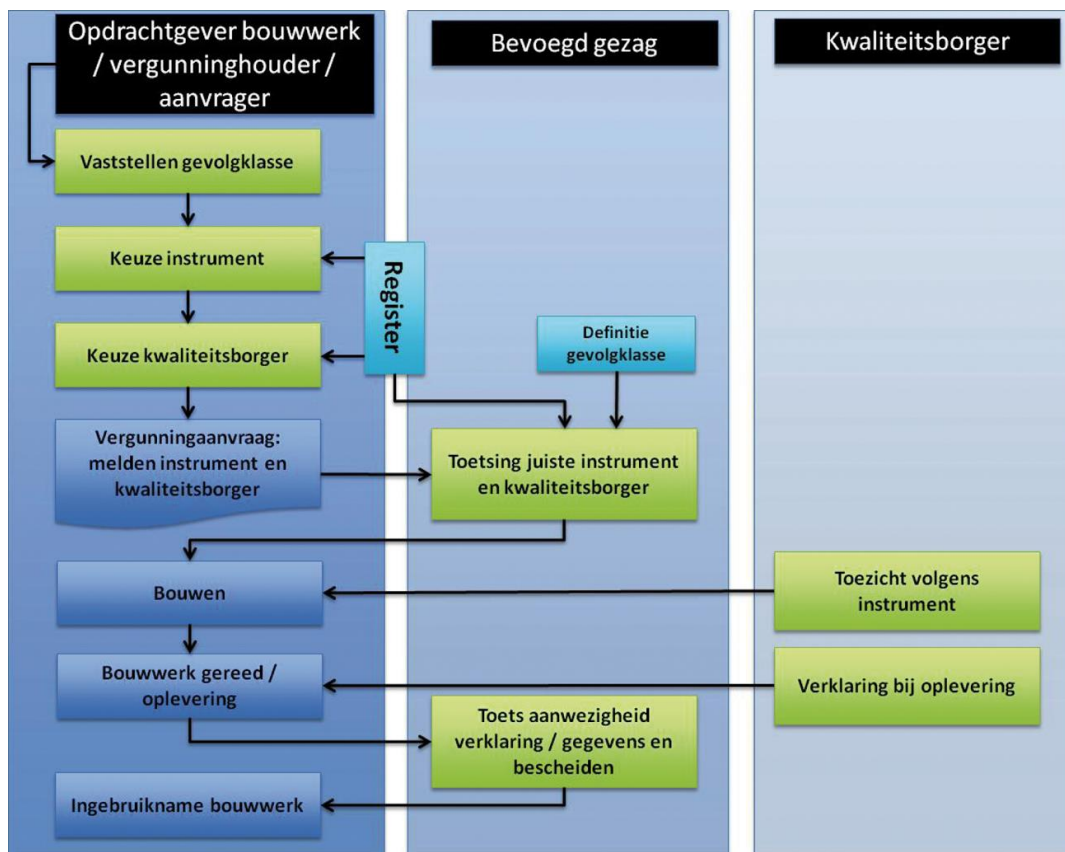 Opdrachtgever bouwwerk
/ vergunninghouder /
aanvrager
Vaststellen gevolgklasse
Keuze instrument
Keuze kwaliteitsborger
Vergunningaanvraag:
melden instrument en
kwaliteitsborger
Bouwen
Bouwwerk gereed /
oplevering
Ingebruikname bouwwerk
Register
Bevoegd gezag
Definitie
gevolgklasse
Toetsing juiste instrument
en kwaliteitsborger
Toets aanwezigheid
verklaring / gegevens en
bescheiden
Kwaliteitsborger
Toezicht volgens
instrument
Verklaring bij oplevering